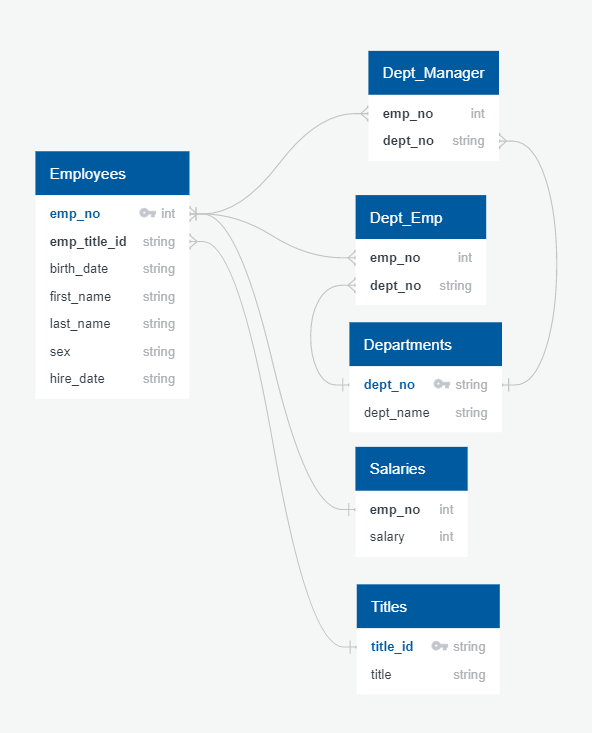 Employees
emp_no int
emp_title_id string
birth_date string
first_name string
last_name string
sex string
hire_date string
Dept_Manager
emp_no int
dept_no string
Dept_Emp
emp_no int
dept_no string
Departments
dept_no string
dept_name string
Salaries
emp_no int
salary int
Titles
title_id string
title string